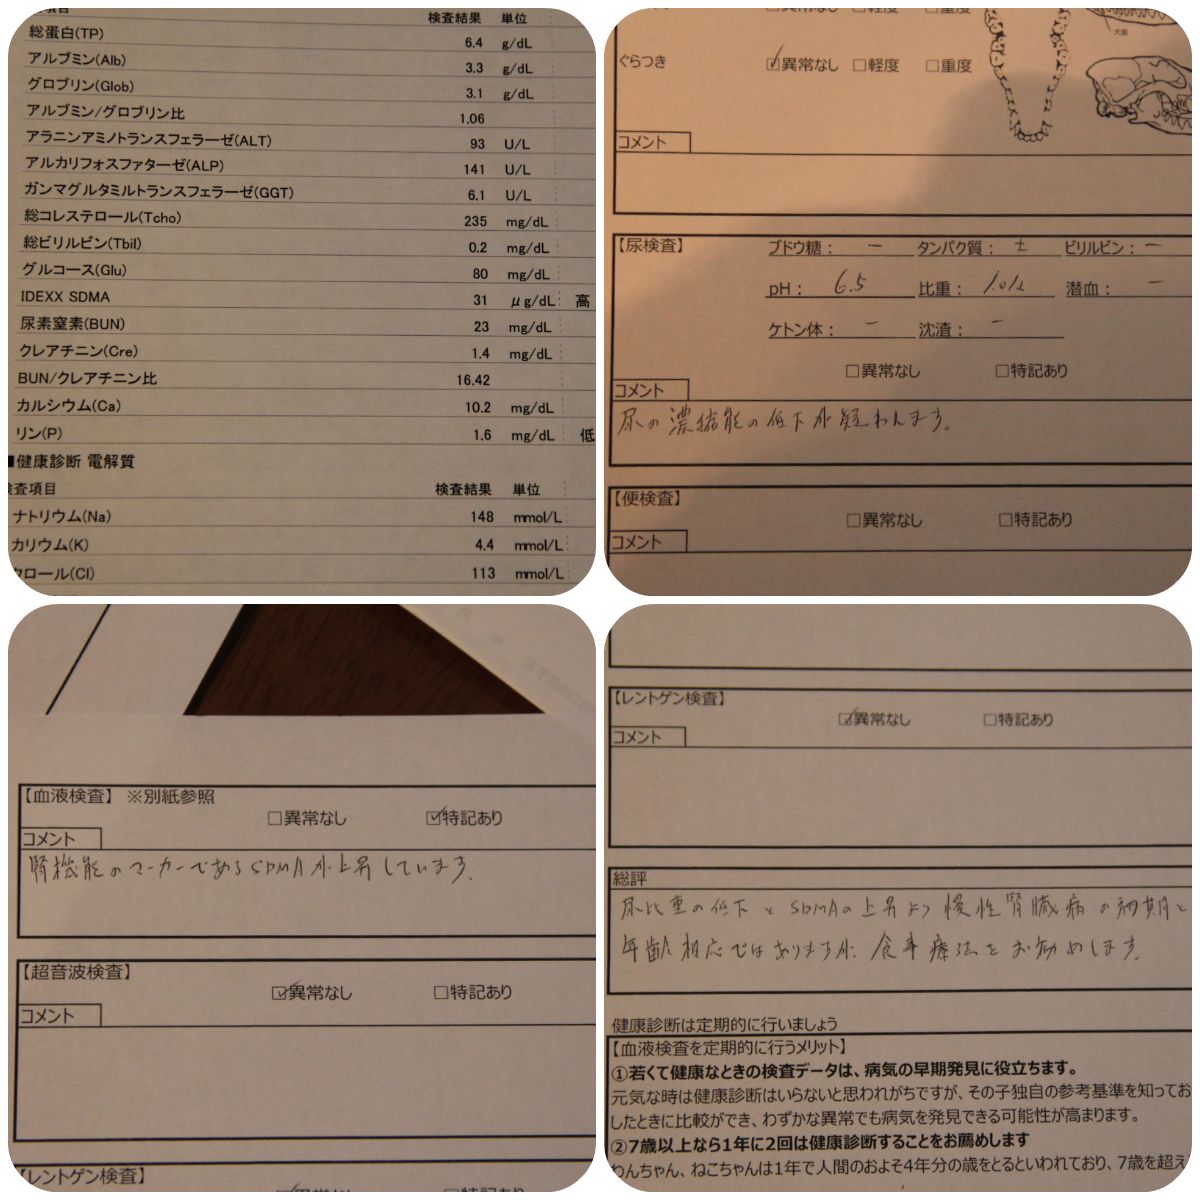 項目 検査結果 単位
総蛋白(TP) 6.4 g/dL
アルブミン(Alb) 3.3 g/dL
グロブリン(Glob) 3.1 g/dL
アルブミン/グロブリン比 1.06
アラニンアミノトランスフェラーゼ(ALT) 93 U/L
アルカリフォスファターゼ(ALP) 141 U/L
ガンマグルタミルトランスフェラーゼ(GGT) 6.1 U/L
総コレステロール(Tcho) 235 mg/dL
総ビリルビン(Tbil) 0.2 mg/dL
グルコース(Glu) 80 mg/dL
IDEXX SDMA 31 μg/dL 高
尿素窒素(BUN) 23 mg/dL
クレアチニン(Cre) 1.4 mg/dL
BUN/クレアチニン比 16.42
カルシウム(Ca) 10.2 mg/dL
リン(P) 1.6 mg/dL 低
■健康診断 電解質
検査項目 検査結果 単位
ナトリウム(Na) 148 mmol/L
カリウム(K) 4.4 mmol/L
クロール(Cl) 113 mmol/L
□異常なし □軽度 □重度
ぐらつき ☑異常なし □軽度 □重度
コメント
【尿検査】 ブドウ糖： － タンパク質： ± ビリルビン： －
pH： 6.5 比重： 1.012 潜血： －
ケトン体： － 沈渣： －
□異常なし □特記あり
コメント
尿の濃縮能の低下が疑われます。
【便検査】
□異常なし □特記あり
コメント
【血液検査】 ※別紙参照
□異常なし ☑特記あり
コメント
腎機能のマーカーであるSDMAが上昇しています。
【超音波検査】
☑異常なし □特記あり
コメント
【レントゲン検査】
☑異常なし □特記あり
【レントゲン検査】
☑異常なし □特記あり
コメント
総評
尿比重の低下とSDMAの上昇より慢性腎臓病の初期と
年齢相応ではありますが、食事療法をお勧めします。
健康診断は定期的に行いましょう
【血液検査を定期的に行うメリット】
①若くて健康なときの検査データは、病気の早期発見に役立ちます。
元気な時は健康診断はいらないと思われがちですが、その子独自の参考基準を知ってお
したときに比較ができ、わずかな異常でも病気を発見できる可能性が高まります。
②7歳以上なら1年に2回は健康診断することをお薦めします
わんちゃん、ねこちゃんは1年で人間のおよそ4年分の歳をとるといわれており、7歳を超え